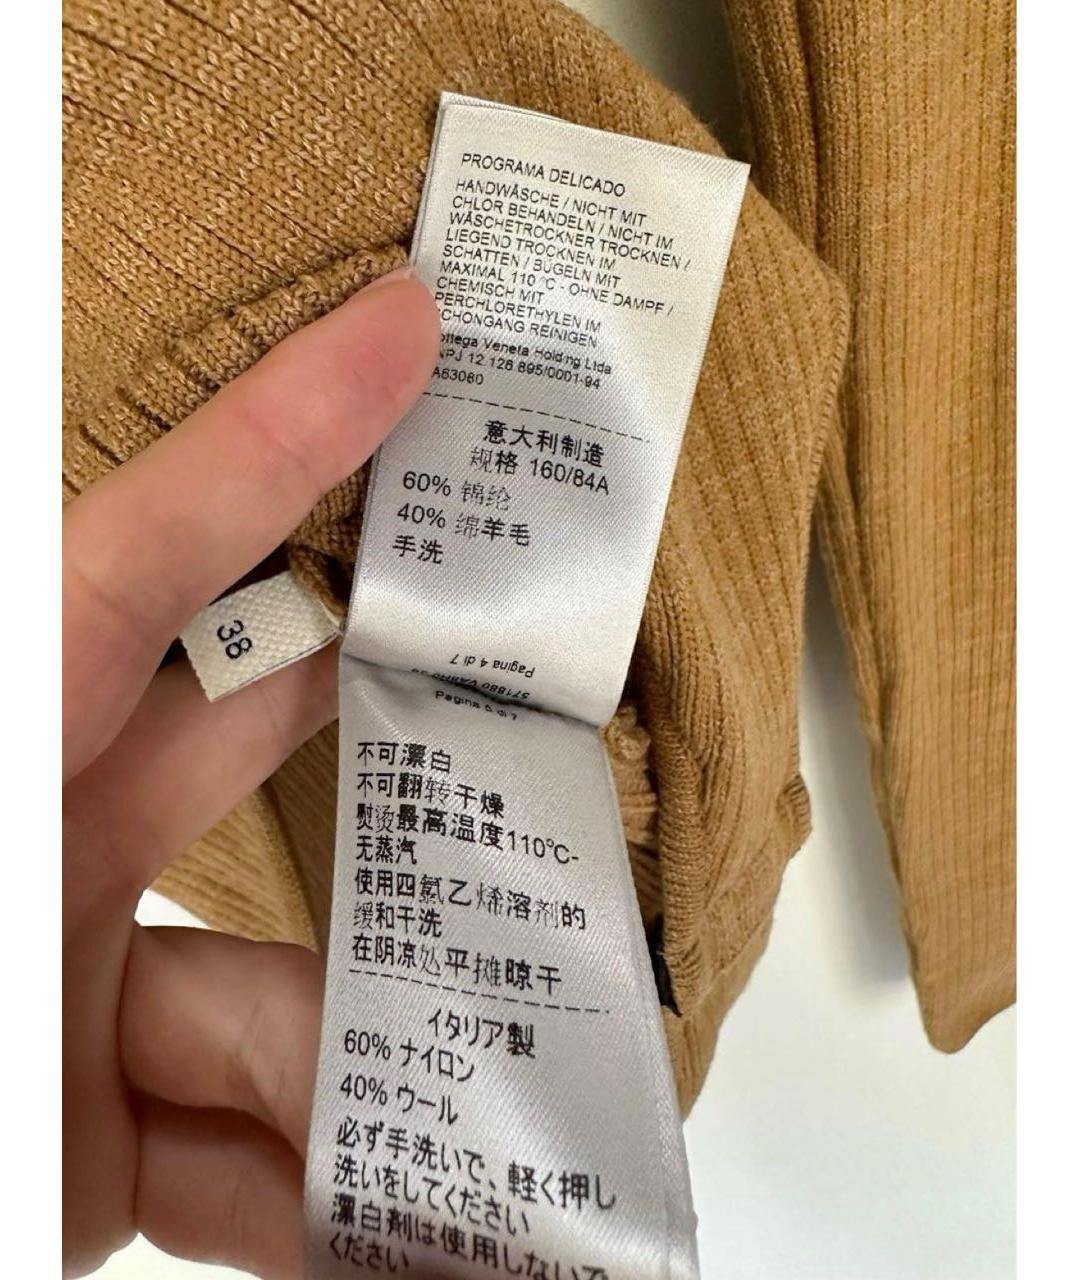 PROGRAMA DELICADO
HANDWÄSCHE / NICHT MIT
CHLOR BEHANDELN / NICHT IM
WÄSCHETROCKNER TROCKNEN /
LIEGEND TROCKNEN IM
SCHATTEN / BÜGELN MIT
MAXIMAL 110 °C - OHNE DAMPF /
CHEMISCH MIT
PERCHLORETHYLEN IM
CHONGANG REINIGEN
ottega Veneta Holding Ltda
NPJ 12 128 895/0001-94
A63080
意大利制造
规格 160/84A
60% 锦纶
40% 绵羊毛
手洗
38
Pagina 4 di 7
571880
Pagina 5 di 7
不可漂白
不可翻转干燥
熨烫最高温度110°C-
无蒸汽
使用四氯乙烯溶剂的
缓和干洗
在阴凉处平摊晾干
イタリア製
60% ナイロン
40% ウール
必ず手洗いで、軽く押し
洗いをしてください
漂白剤は使用しないで
ください